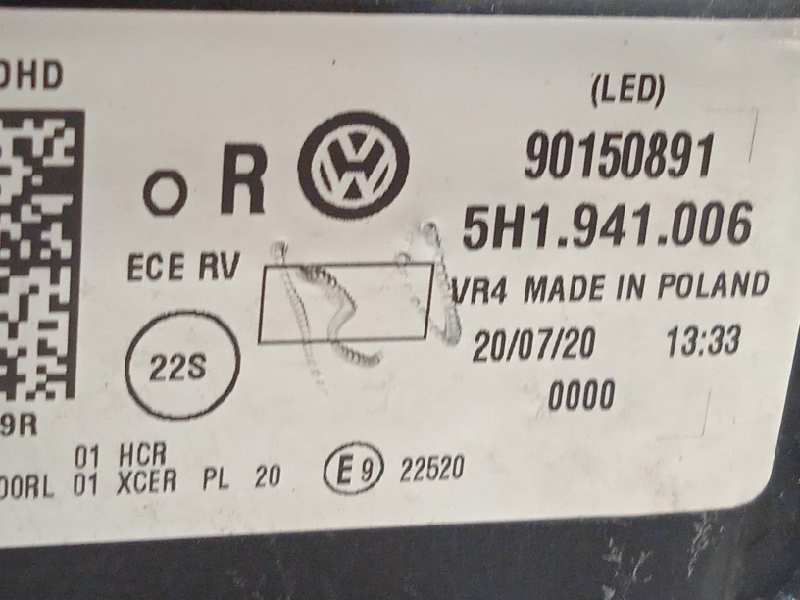 OHD
(LED)
90150891
o R
5H1.941.006
ECE RV
VR4 MADE IN POLAND
20/07/20 13:33
22S
0000
9R
01 HCR
00RL 01 XCER PL 20
E9 22520